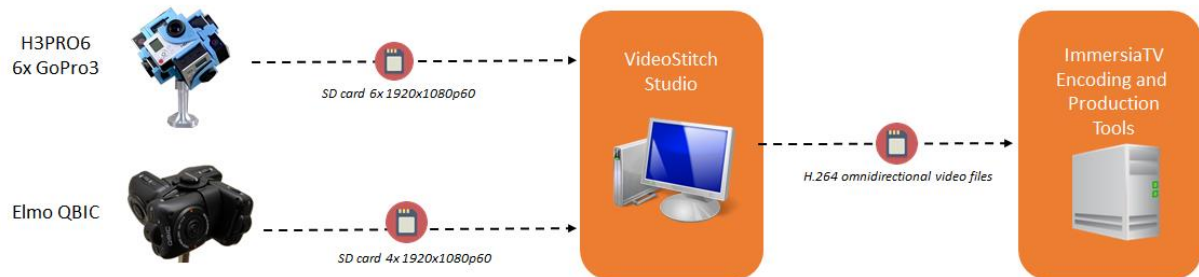 H3PRO6
6x GoPro3
SD card 6x 1920x1080p60
Elmo QBIC
SD card 4x 1920x1080p60
VideoStitch
Studio
H.264 omnidirectional video files
ImmersiaTV
Encoding and
Production
Tools